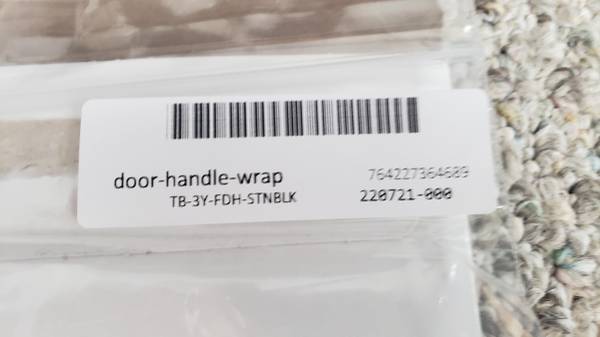 door-handle-wrap
764227364689
TB-3Y-FDH-STNBLK
220721-000